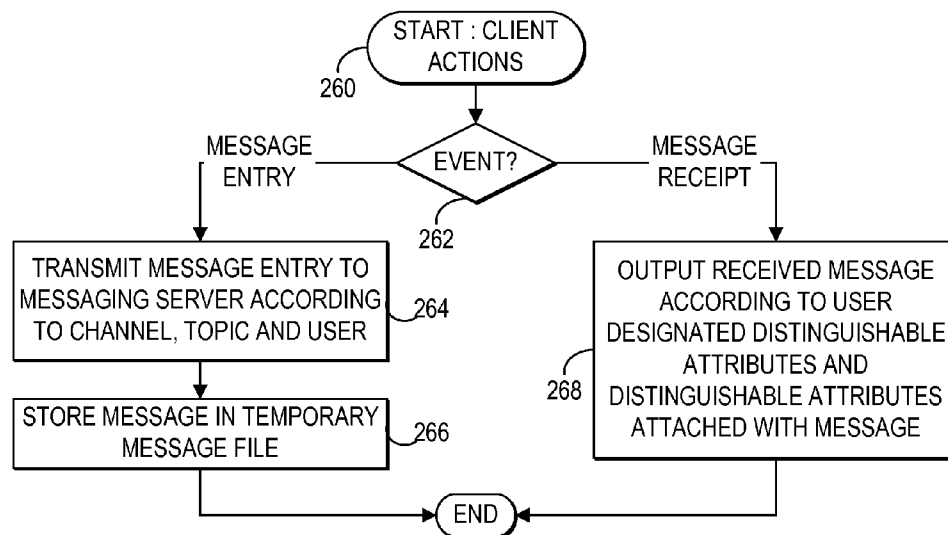 START : CLIENT
ACTIONS
260
EVENT?
262
MESSAGE
ENTRY
MESSAGE
RECEIPT
TRANSMIT MESSAGE ENTRY TO
MESSAGING SERVER ACCORDING
TO CHANNEL, TOPIC AND USER
264
STORE MESSAGE IN TEMPORARY
MESSAGE FILE
266
OUTPUT RECEIVED MESSAGE
ACCORDING TO USER
DESIGNATED DISTINGUISHABLE
ATTRIBUTES AND
DISTINGUISHABLE ATTRIBUTES
ATTACHED WITH MESSAGE
268
END